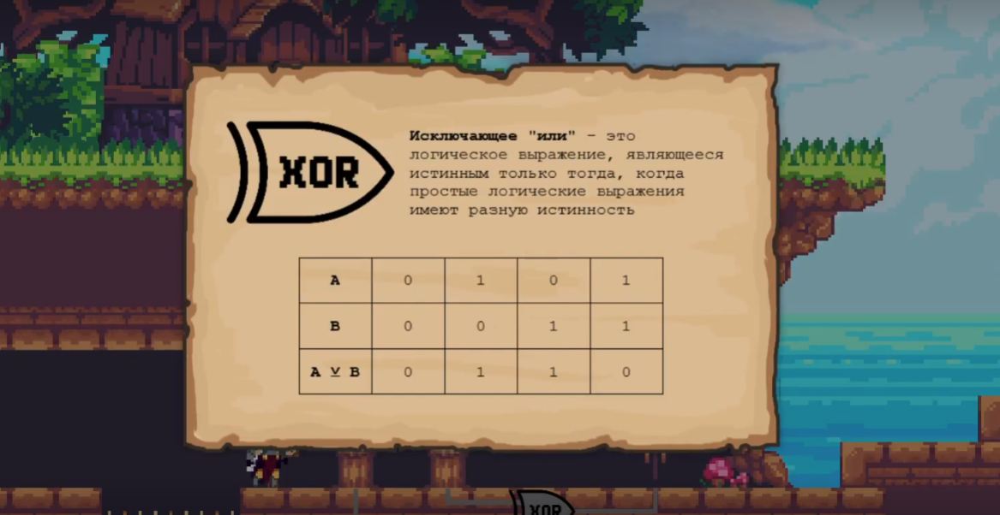 XOR
Исключающее "или" - это
логическое выражение, являющееся
истинным только тогда, когда
простые логические выражения
имеют разную истинность
A 0 1 0 1
B 0 0 1 1
A ⊻ B 0 1 1 0
XOR